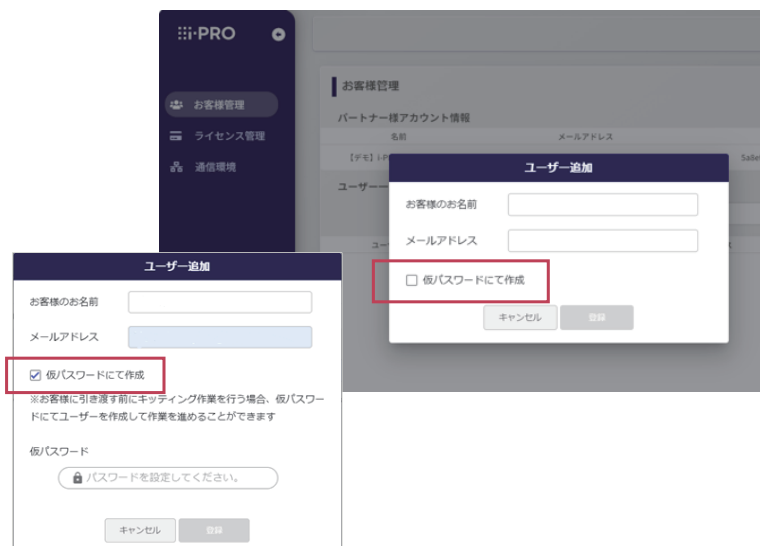 i-PRO
お客様管理
ライセンス管理
通信環境
お客様管理
パートナー様アカウント情報
名前 メールアドレス
【デモ】i-P
ユーザー一
ユーザー追加
お客様のお名前
メールアドレス
仮パスワードにて作成
キャンセル 登録
ユーザー追加
お客様のお名前
メールアドレス
仮パスワードにて作成
※お客様に引き渡す前にキッティング作業を行う場合、仮パスワー
ドにてユーザーを作成して作業を進めることができます
仮パスワード
パスワードを設定してください。
キャンセル 登録